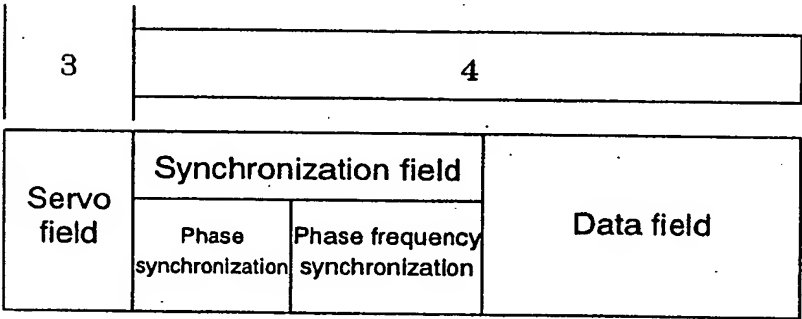 3
4
Servo
field
Synchronization field
Phase
synchronization
Phase frequency
synchronization
Data field